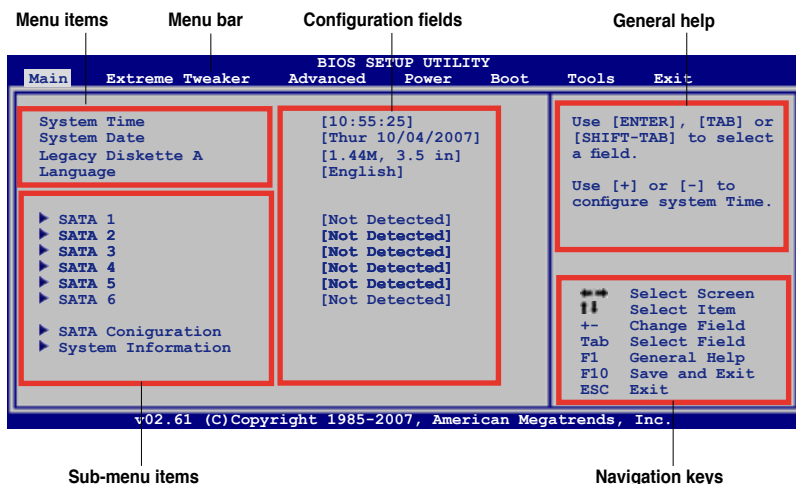 Menu items Menu bar Configuration fields General help
BIOS SETUP UTILITY
Main Extreme Tweaker Advanced Power Boot Tools Exit
System Time [10:55:25]
System Date [Thur 10/04/2007]
Legacy Diskette A [1.44M, 3.5 in]
Language [English]
SATA 1 [Not Detected]
SATA 2 [Not Detected]
SATA 3 [Not Detected]
SATA 4 [Not Detected]
SATA 5 [Not Detected]
SATA 6 [Not Detected]
SATA Coniguration
System Information
Use [ENTER], [TAB] or
[SHIFT-TAB] to select
a field.
Use [+] or [-] to
configure system Time.
Select Screen
Select Item
+- Change Field
Tab Select Field
F1 General Help
F10 Save and Exit
ESC Exit
v02.61 (C)Copyright 1985-2007, American Megatrends, Inc.
Sub-menu items Navigation keys